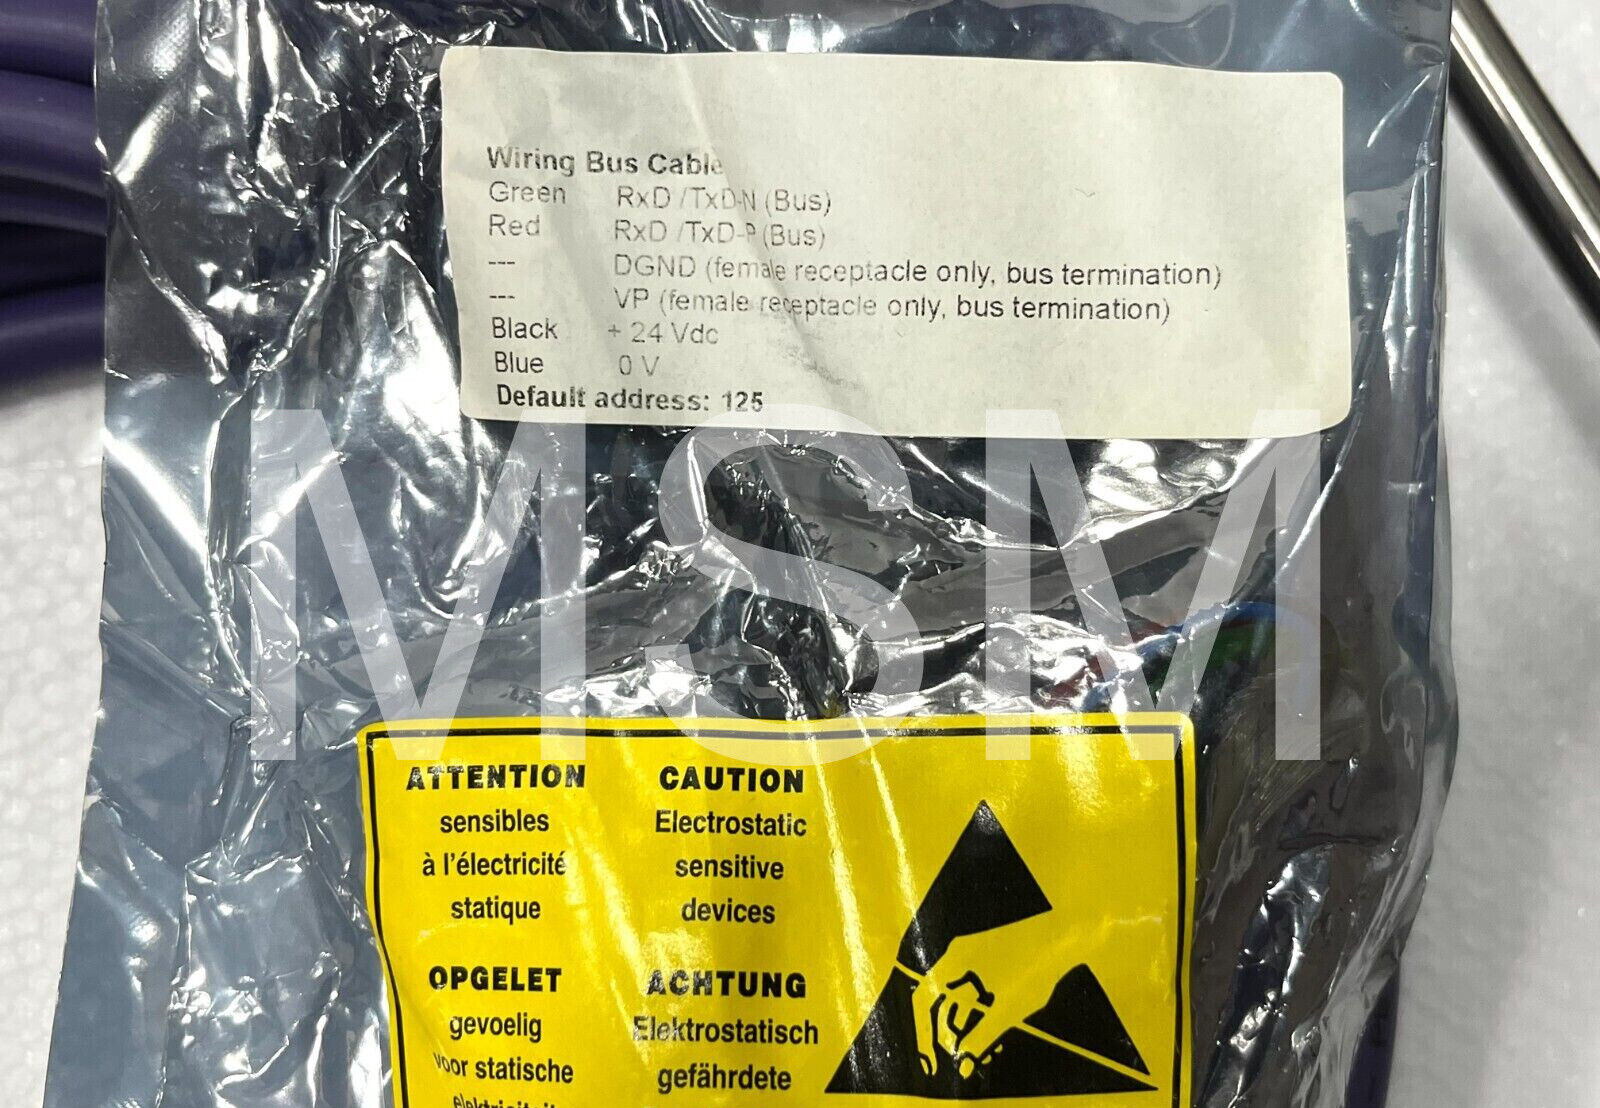 Wiring Bus Cable
Green RxD /TxD-N (Bus)
Red RxD /TxD-P (Bus)
--- DGND (female receptacle only, bus termination)
--- VP (female receptacle only, bus termination)
Black + 24 Vdc
Blue 0 V
Default address: 125
MSM
ATTENTION
sensibles
à l'électricité
statique
CAUTION
Electrostatic
sensitive
devices
OPGELET
gevoelig
voor statische
ACHTUNG
Elektrostatisch
gefährdete